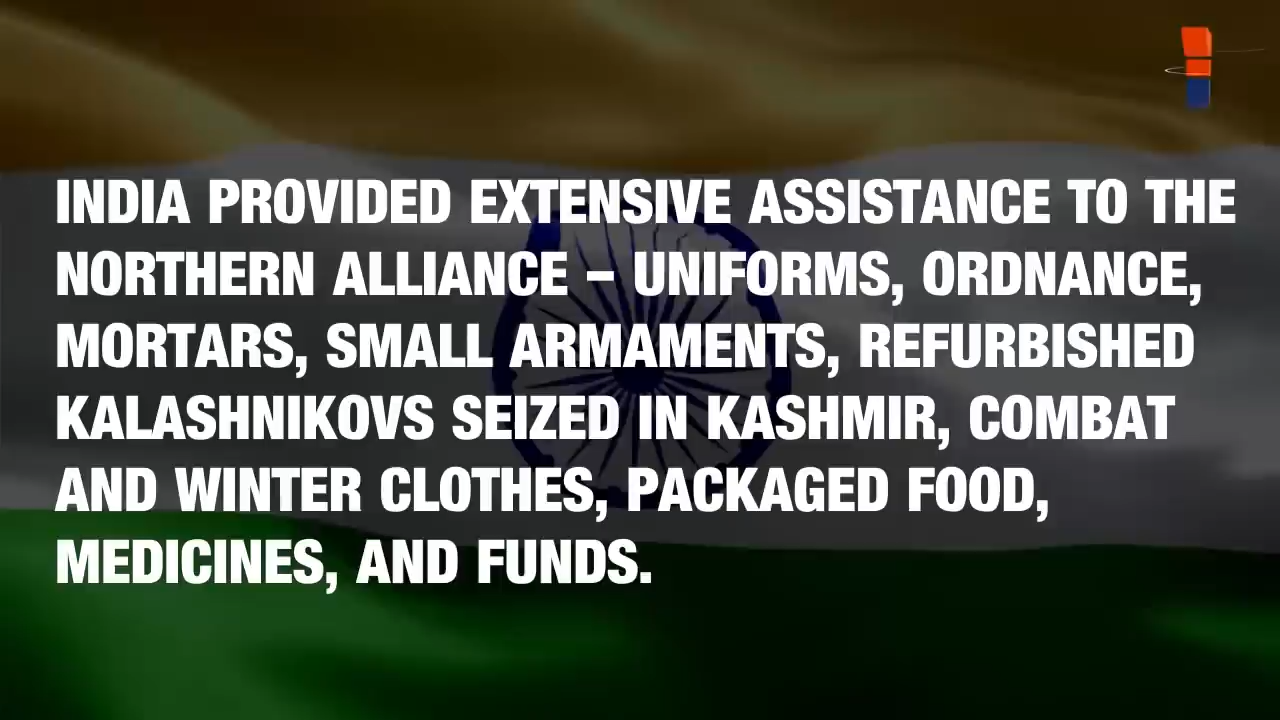 INDIA PROVIDED EXTENSIVE ASSISTANCE TO THE
NORTHERN ALLIANCE – UNIFORMS, ORDNANCE,
MORTARS, SMALL ARMAMENTS, REFURBISHED
KALASHNIKOVS SEIZED IN KASHMIR, COMBAT
AND WINTER CLOTHES, PACKAGED FOOD,
MEDICINES, AND FUNDS.